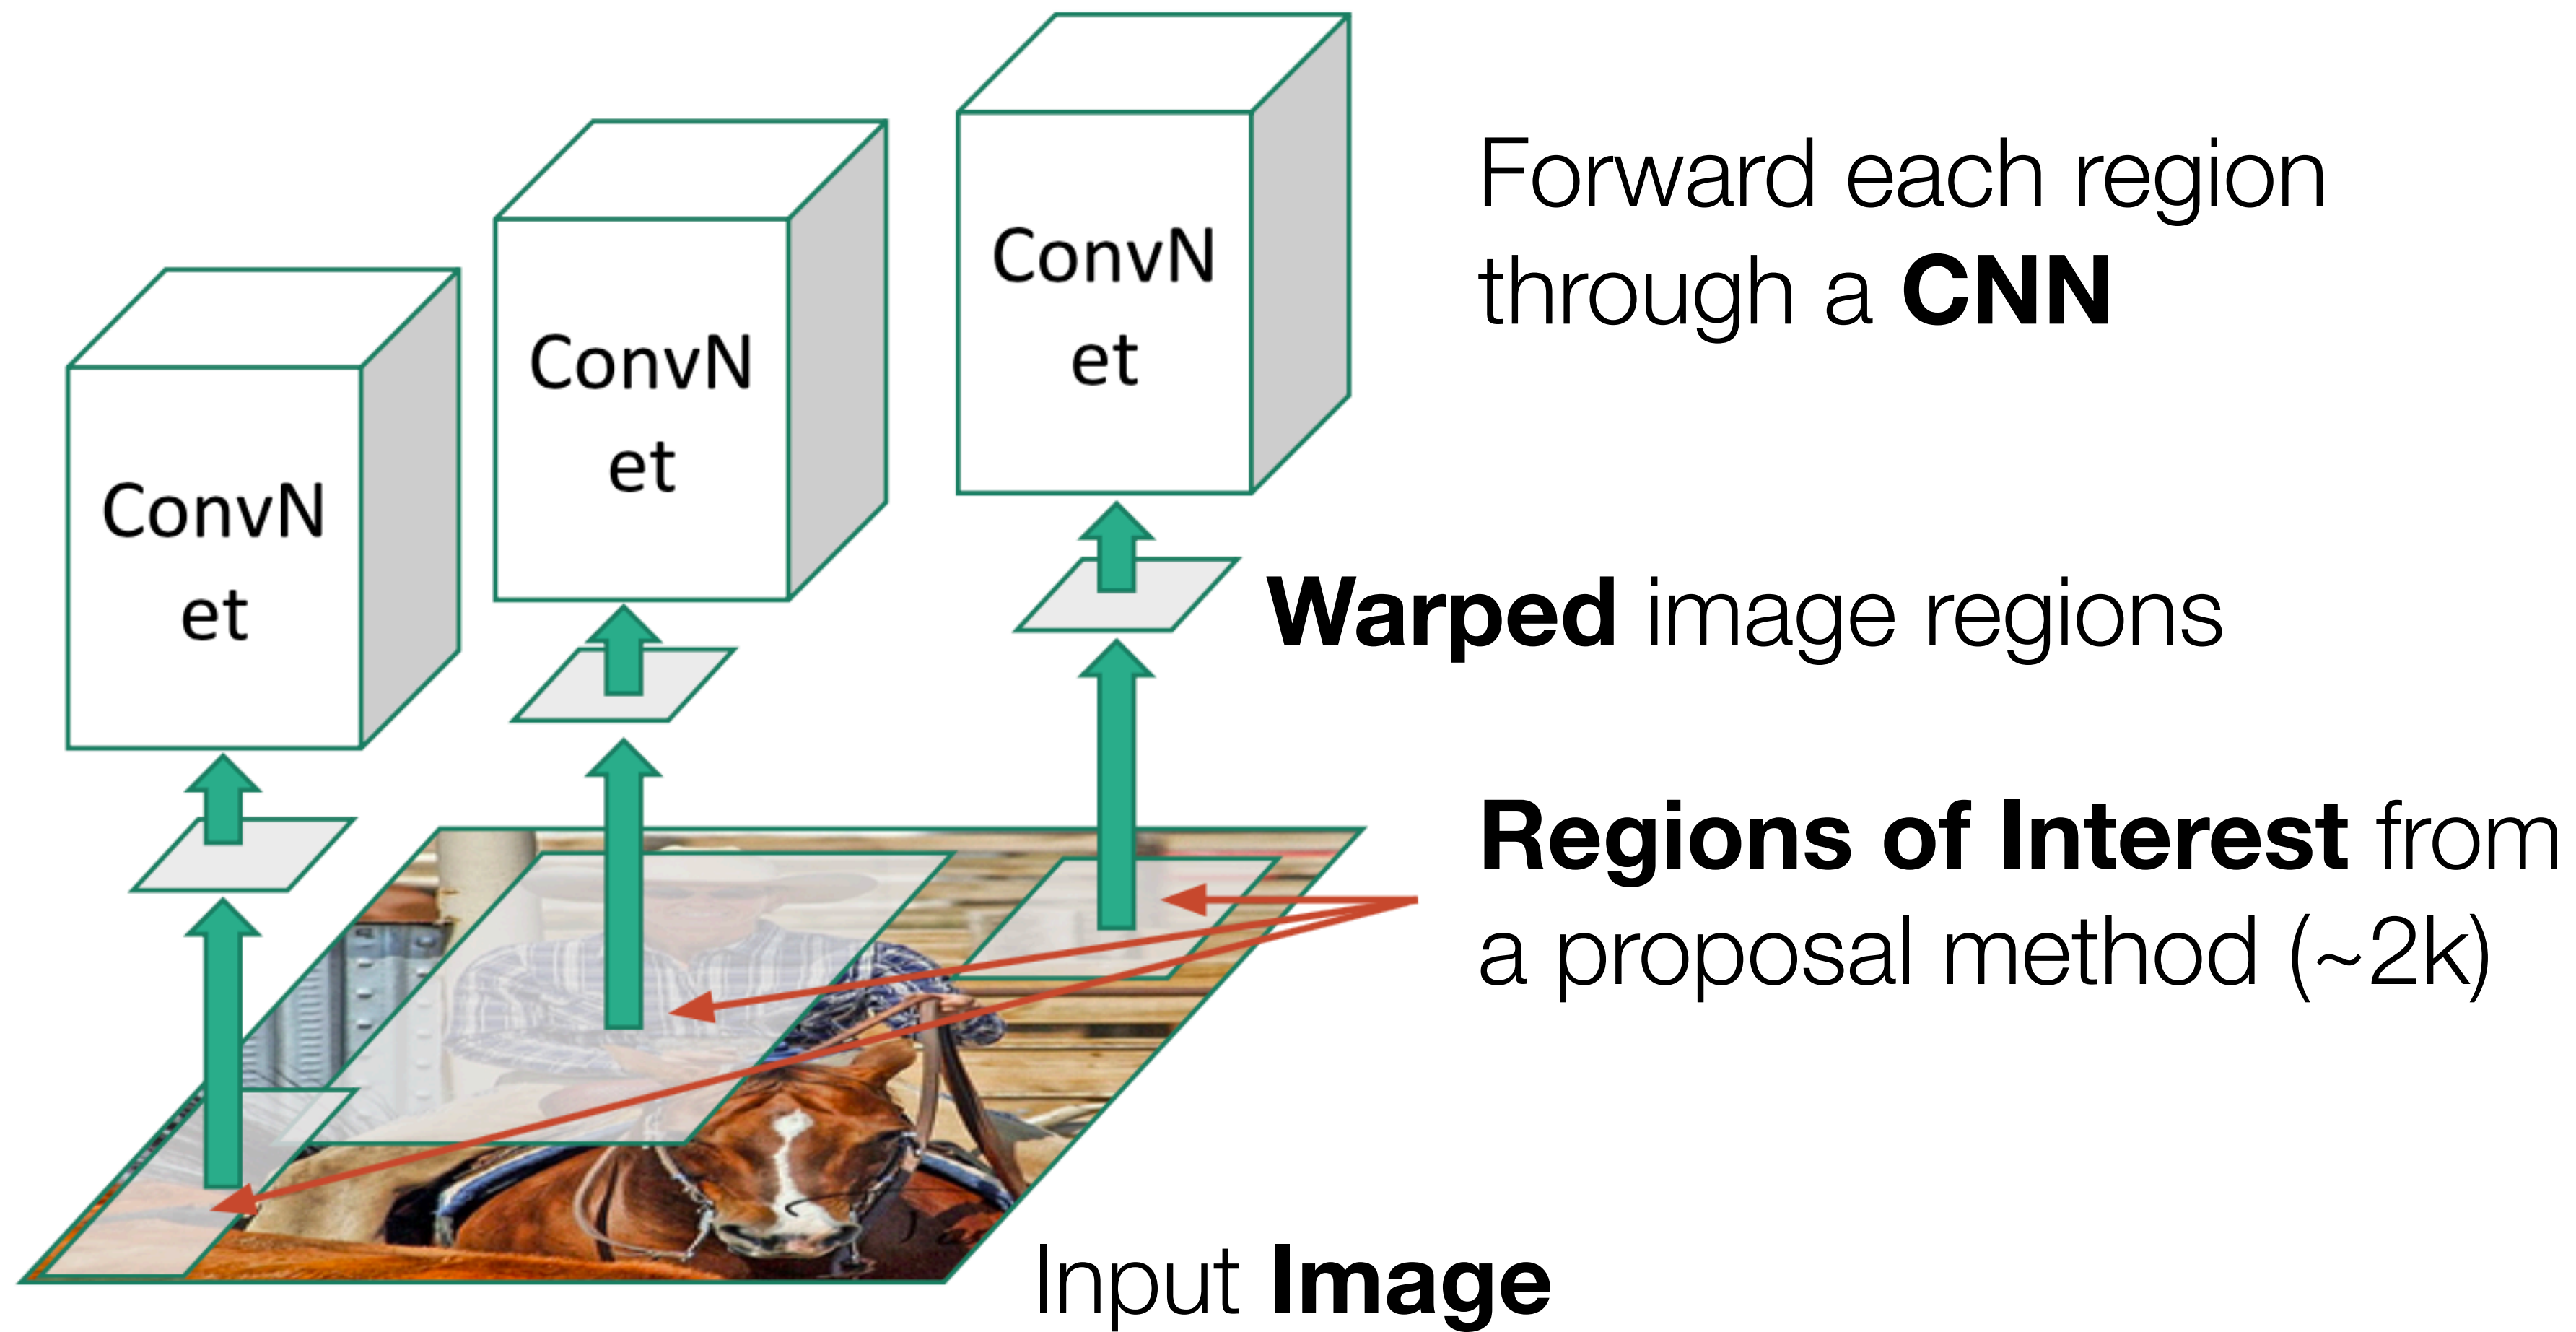 ConvN
et
ConvN
et
ConvN
et
Forward each region
through a CNN
Warped image regions
Regions of Interest from
a proposal method (~2k)
Input Image